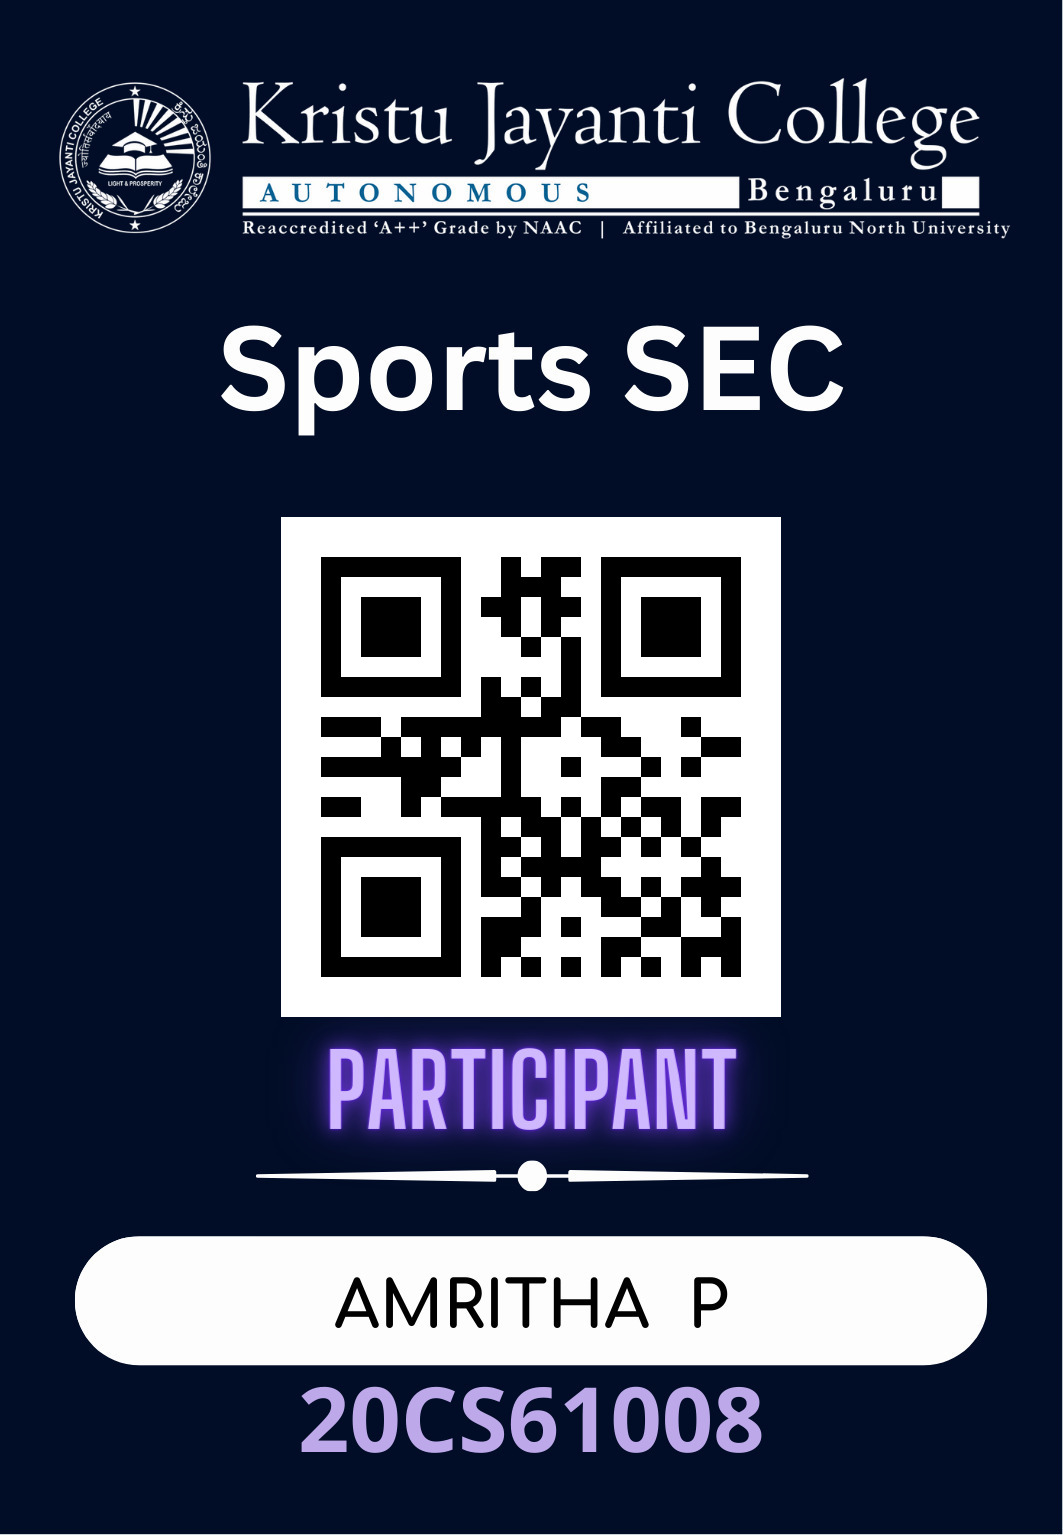 Kristu Jayanti College
AUTONOMOUS Bengaluru
Reaccredited ‘A++’ Grade by NAAC | Affiliated to Bengaluru North University
KRISTU JAYANTI COLLEGE
LIGHT & PROSPERITY
Sports SEC
PARTICIPANT
AMRITHA P
20CS61008